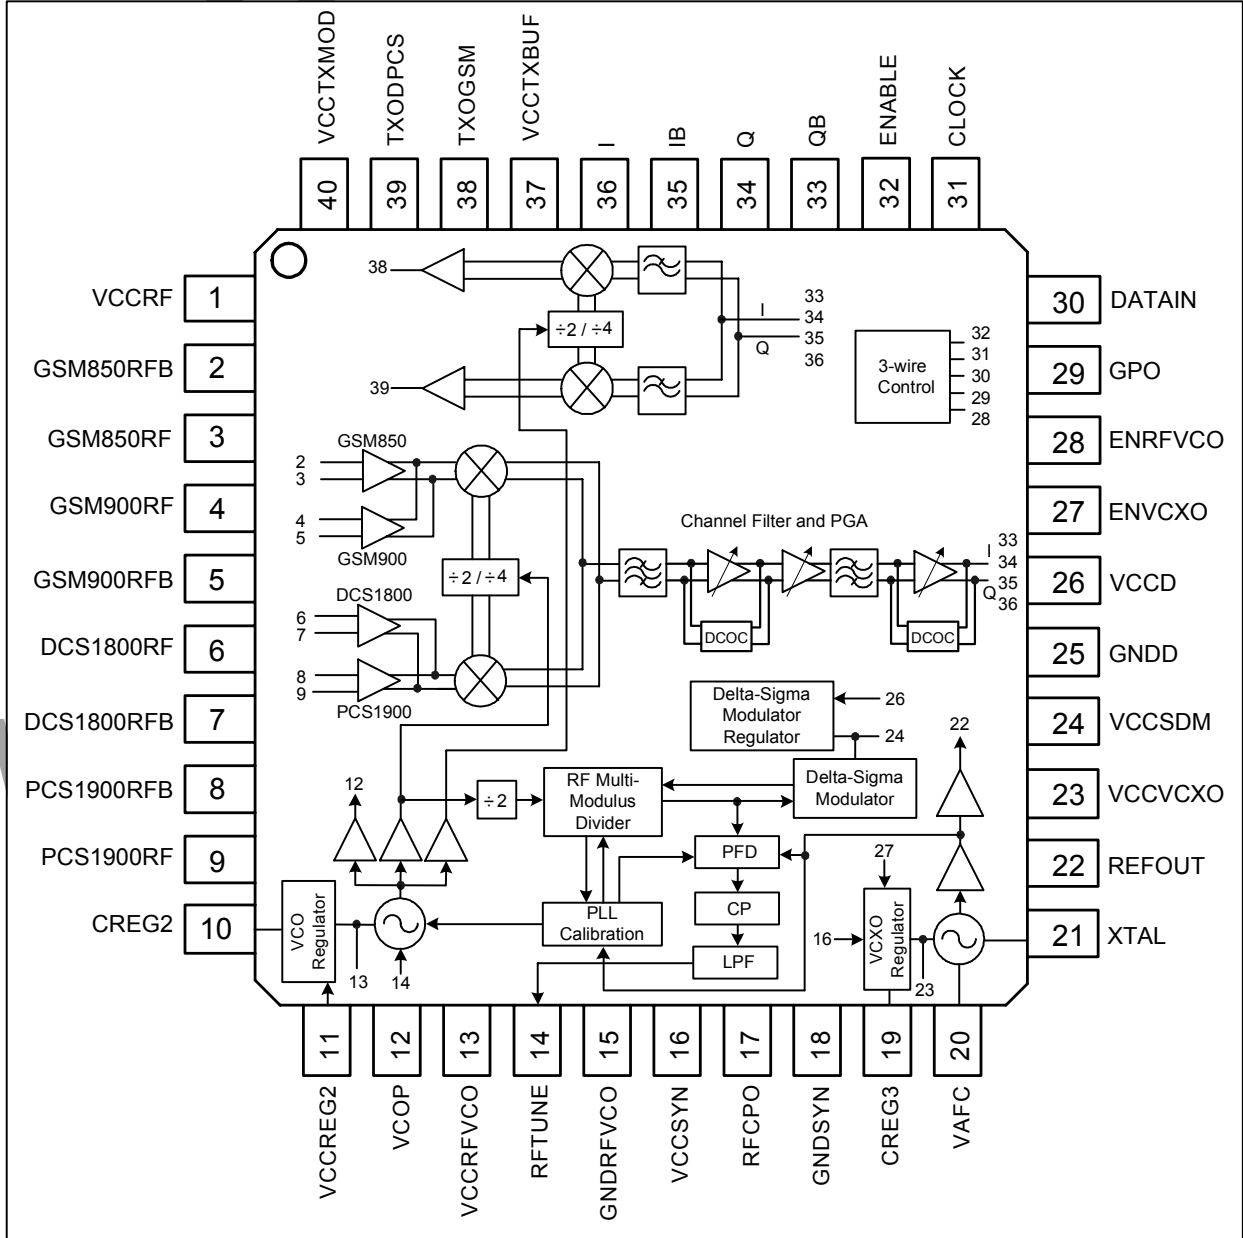 VCCTXMOD
TXODPCS
TXOGSM
VCCTXBUF
I
IB
Q
QB
ENABLE
CLOCK
40
39
38
37
36
35
34
33
32
31
VCCRF
1
GSM850RFB
2
GSM850RF
3
GSM900RF
4
GSM900RFB
5
DCS1800RF
6
DCS1800RFB
7
PCS1900RFB
8
PCS1900RF
9
CREG2
10
30
DATAIN
29
GPO
28
ENRFVCO
27
ENVCXO
26
VCCD
25
GNDD
24
VCCSDM
23
VCCVCXO
22
REFOUT
21
XTAL
38
÷2 / ÷4
39
I
Q
33
34
35
36
3-wire
Control
32
31
30
29
28
GSM850
2
3
4
5
GSM900
÷2 / ÷4
DCS1800
6
7
8
9
PCS1900
Channel Filter and PGA
DCOC
DCOC
I
Q
33
34
35
36
Delta-Sigma
Modulator
Regulator
26
24
Delta-Sigma
Modulator
22
12
÷2
RF Multi-
Modulus
Divider
PFD
CP
LPF
PLL
Calibration
VCO
Regulator
13
14
27
16
VCXO
Regulator
23
11
12
13
14
15
16
17
18
19
20
VCCREG2
VCOP
VCCRFVCO
RFTUNE
GNDRFVCO
VCCSYN
RFCPO
GNDSYN
CREG3
VAFC